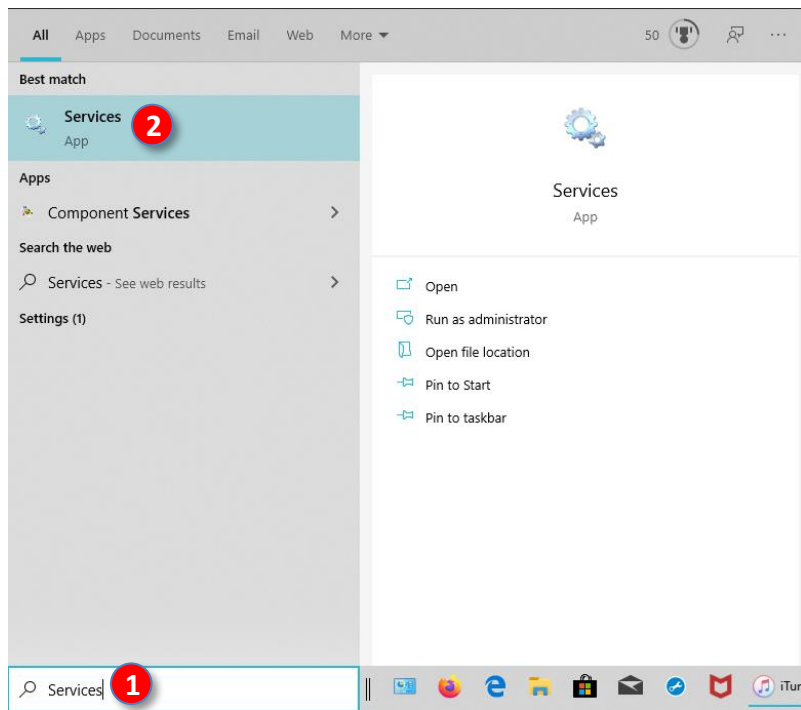 All Apps Documents Email Web More 50 ...
Best match
Services
App
2
Apps
Component Services
Search the web
Services - See web results
Settings (1)
Services
App
Open
Run as administrator
Open file location
Pin to Start
Pin to taskbar
Services
1
iTun